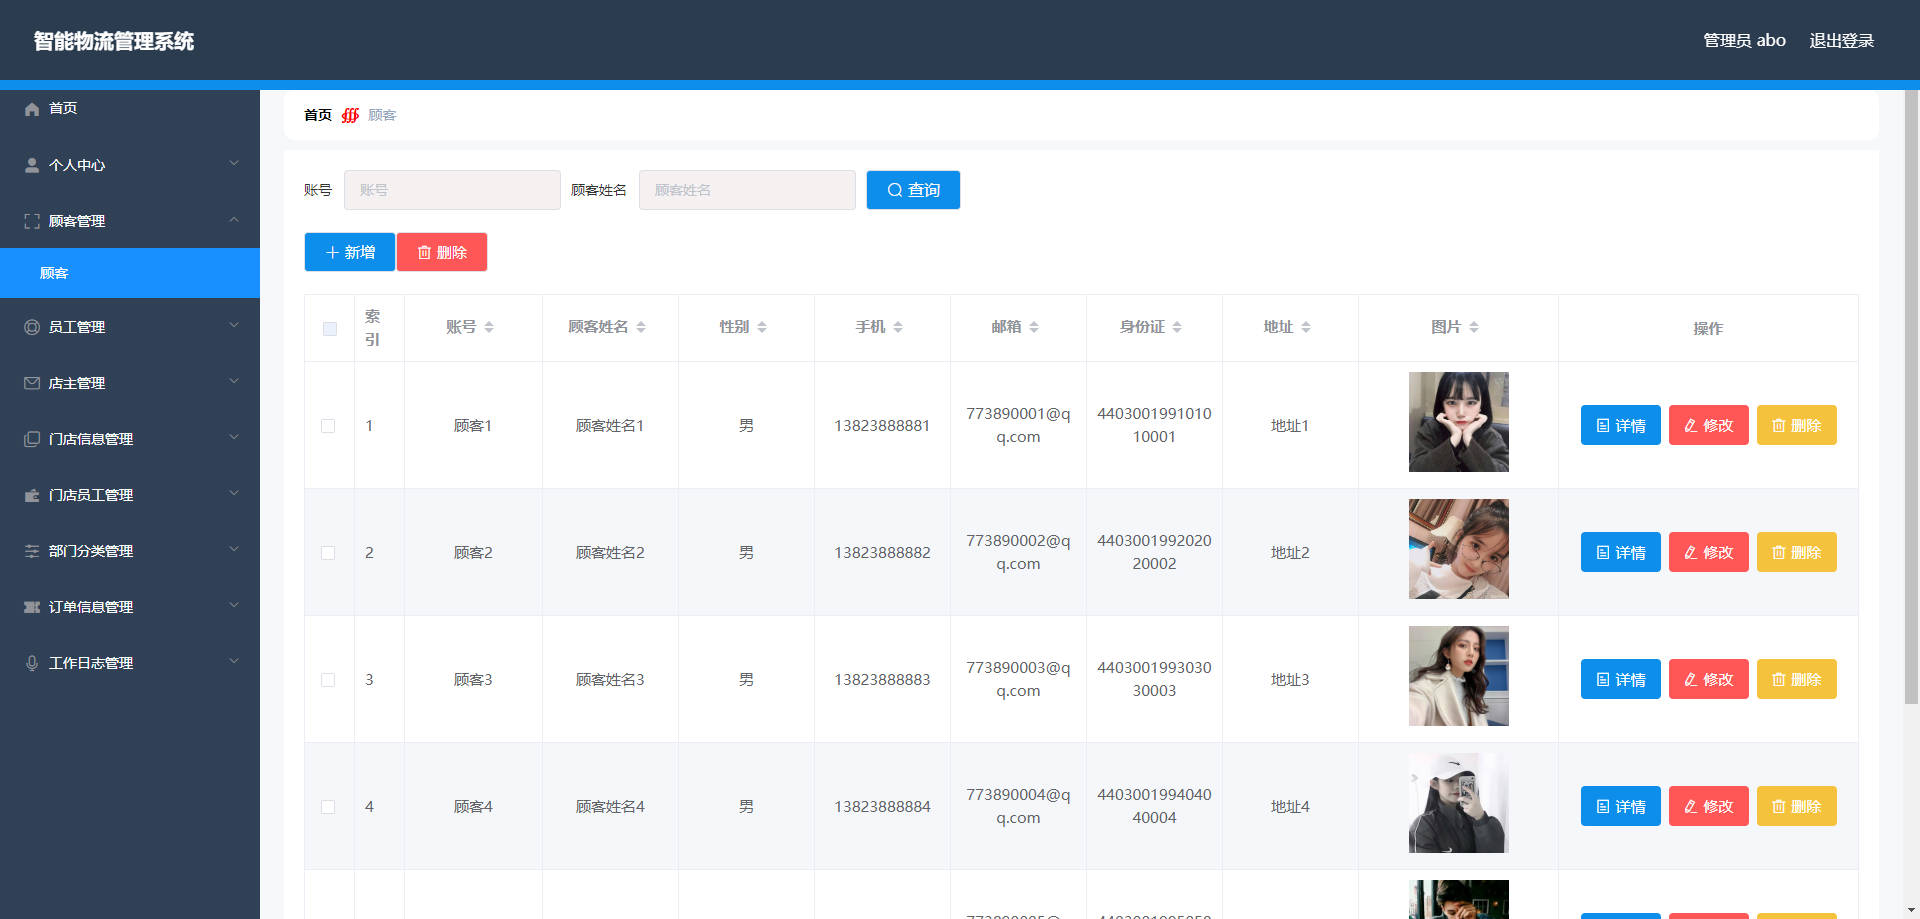 智能物流管理系统
管理员 abo 退出登录
首页
个人中心
顾客管理
顾客
员工管理
店主管理
门店信息管理
门店员工管理
部门分类管理
订单信息管理
工作日志管理
首页 顾客
账号 账号 顾客姓名 顾客姓名 查询
新增 删除
索引 账号 顾客姓名 性别 手机 邮箱 身份证 地址 图片 操作
1 顾客1 顾客姓名1 男 13823888881 773890001@qq.com 440300199101010001 地址1 详情 修改 删除
2 顾客2 顾客姓名2 男 13823888882 773890002@qq.com 440300199202020002 地址2 详情 修改 删除
3 顾客3 顾客姓名3 男 13823888883 773890003@qq.com 440300199303030003 地址3 详情 修改 删除
4 顾客4 顾客姓名4 男 13823888884 773890004@qq.com 440300199404040004 地址4 详情 修改 删除